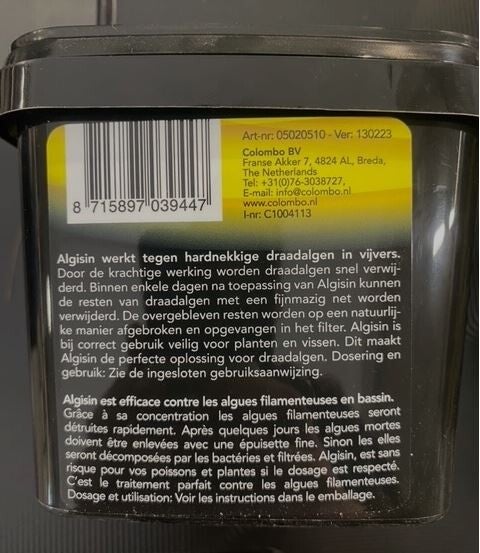 Art-nr: 05020510 - Ver: 130223
Colombo BV
Franse Akker 7, 4824 AL, Breda,
The Netherlands
Tel: +31(0)76-3038727,
E-mail: info@colombo.nl
www.colombo.nl
I-nr: C1004113
8 715897 039447
Algisin werkt tegen hardnekkige draadalgen in vijvers.
Door de krachtige werking worden draadalgen snel verwij-
derd. Binnen enkele dagen na toepassing van Algisin kunnen
de resten van draadalgen met een fijnmazig net worden
verwijderd. De overgebleven resten worden op een natuurlij-
ke manier afgebroken en opgevangen in het filter. Algisin is
bij correct gebruik veilig voor planten en vissen. Dit maakt
Algisin de perfecte oplossing voor draadalgen. Dosering en
gebruik: Zie de ingesloten gebruiksaanwijzing.
Algisin est efficace contre les algues filamenteuses en bassin.
Grâce à sa concentration les algues filamenteuses seront
détruites rapidement. Après quelques jours les algues mortes
doivent être enlevées avec une épuisette fine. Sinon les elles
seront décomposées par les bactéries et filtrées. Algisin, est sans
risque pour vos poissons et plantes si le dosage est respecté.
C'est le traitement parfait contre les algues filamenteuses.
Dosage et utilisation: Voir les instructions dans le emballage.